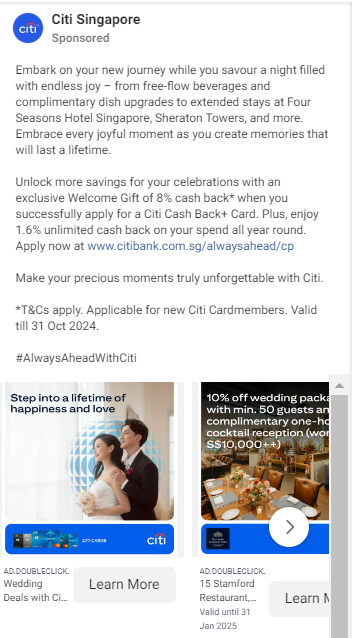 citi
Citi Singapore
Sponsored
Embark on your new journey while you savour a night filled
with endless joy – from free-flow beverages and
complimentary dish upgrades to extended stays at Four
Seasons Hotel Singapore, Sheraton Towers, and more.
Embrace every joyful moment as you create memories that
will last a lifetime.
Unlock more savings for your celebrations with an
exclusive Welcome Gift of 8% cash back* when you
successfully apply for a Citi Cash Back+ Card. Plus, enjoy
1.6% unlimited cash back on your spend all year round.
Apply now at www.citibank.com.sg/alwaysahead/cp
Make your precious moments truly unforgettable with Citi.
*T&Cs apply. Applicable for new Citi Cardmembers. Valid
till 31 Oct 2024.
#AlwaysAheadWithCiti
Step into a lifetime of
happiness and love
CITI CARDS
citi
AD.DOUBLECLICK.
Wedding
Deals with Ci...
Learn More
10% off wedding packa
with min. 50 guests an
complimentary one-ho
cocktail reception (wor
S$10,000++)
AD.DOUBLECLICK.
15 Stamford
Restaurant,...
Valid until 31
Jan 2025
Learn M